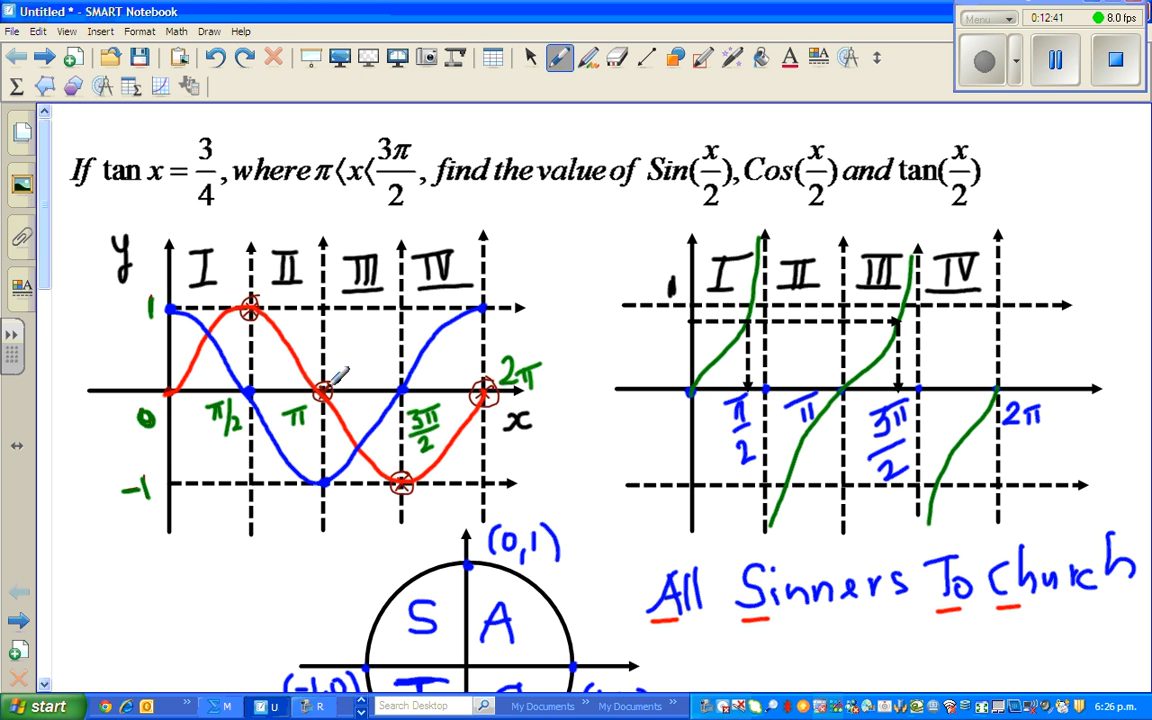 Untitled * - SMART Notebook
Menu
0:12:41
8.0 fps
File Edit View Insert Format Math Draw Help
If tan x = 3/4, where π⟨x⟨3π/2, find the value of Sin(x/2), Cos(x/2) and tan(x/2)
y I II III IV
I II III IV
1
2π
0 π/2 π 3π/2 x
π/2 π 3π/2 2π
-1
(0,1)
All Sinners To Church
S A
(-1,0)
T
start
M
U
R
Search Desktop
My Documents
My Documents
6:26 p.m.